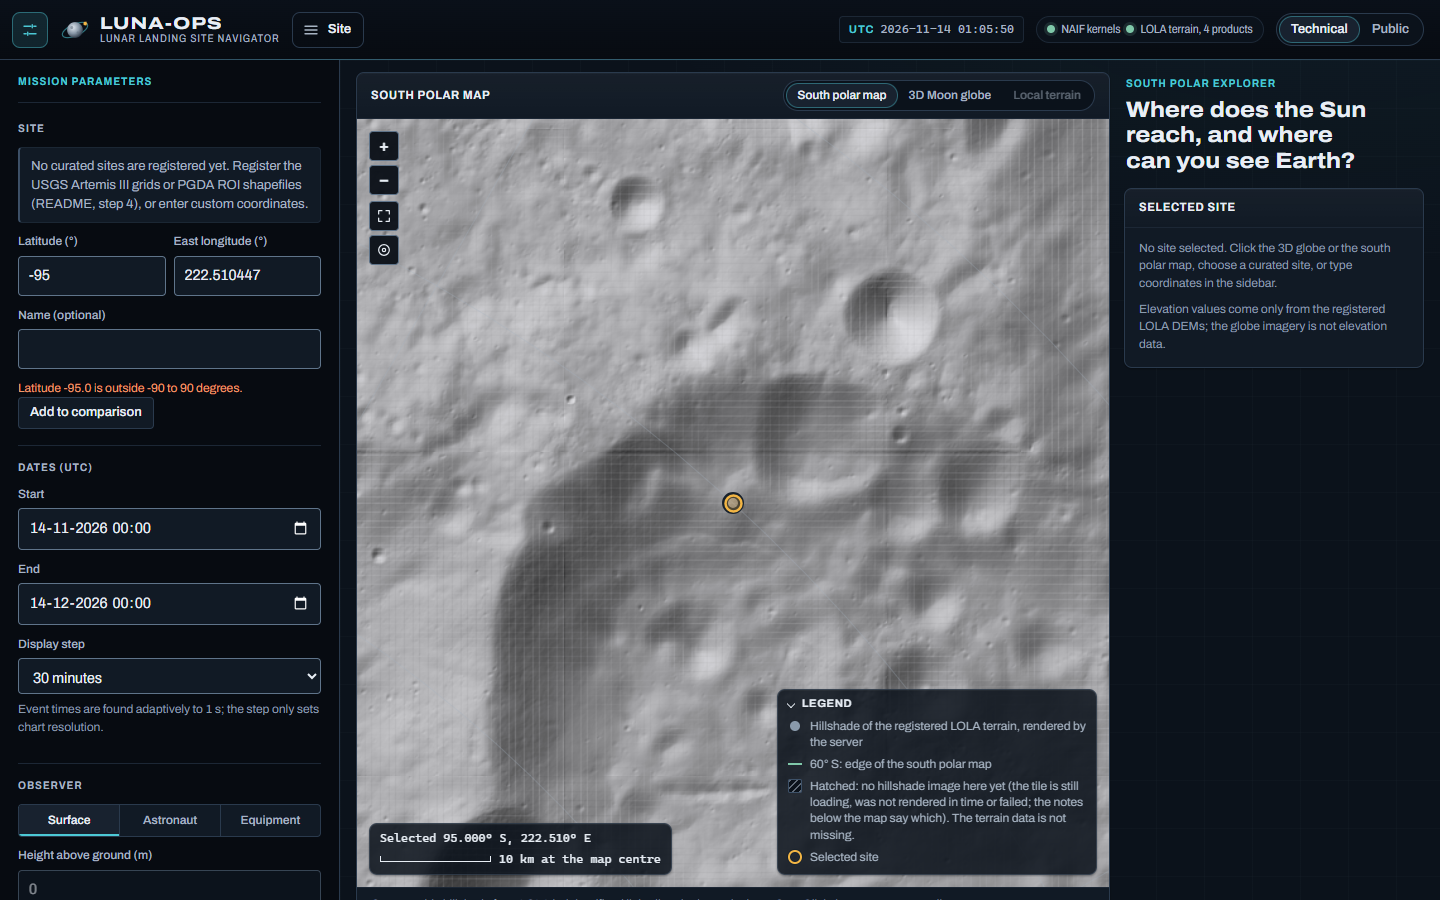 LUNA-OPS
LUNAR LANDING SITE NAVIGATOR
Site
UTC 2026-11-14 01:05:50
NAIF kernels
LOLA terrain, 4 products
Technical
Public
MISSION PARAMETERS
SITE
No curated sites are registered yet. Register the
USGS Artemis III grids or PGDA ROI shapefiles
(README, step 4), or enter custom coordinates.
Latitude (°)
East longitude (°)
-95
222.510447
Name (optional)
Latitude -95.0 is outside -90 to 90 degrees.
Add to comparison
DATES (UTC)
Start
14-11-2026 00:00
End
14-12-2026 00:00
Display step
30 minutes
Event times are found adaptively to 1 s; the step only sets
chart resolution.
OBSERVER
Surface
Astronaut
Equipment
Height above ground (m)
0
SOUTH POLAR MAP
South polar map
3D Moon globe
Local terrain
+
−
Selected 95.000° S, 222.510° E
10 km at the map centre
LEGEND
Hillshade of the registered LOLA terrain, rendered by
the server
60° S: edge of the south polar map
Hatched: no hillshade image here yet (the tile is still
loading, was not rendered in time or failed; the notes
below the map say which). The terrain data is not
missing.
Selected site
SOUTH POLAR EXPLORER
Where does the Sun
reach, and where
can you see Earth?
SELECTED SITE
No site selected. Click the 3D globe or the south
polar map, choose a curated site, or type
coordinates in the sidebar.
Elevation values come only from the registered
LOLA DEMs; the globe imagery is not elevation
data.